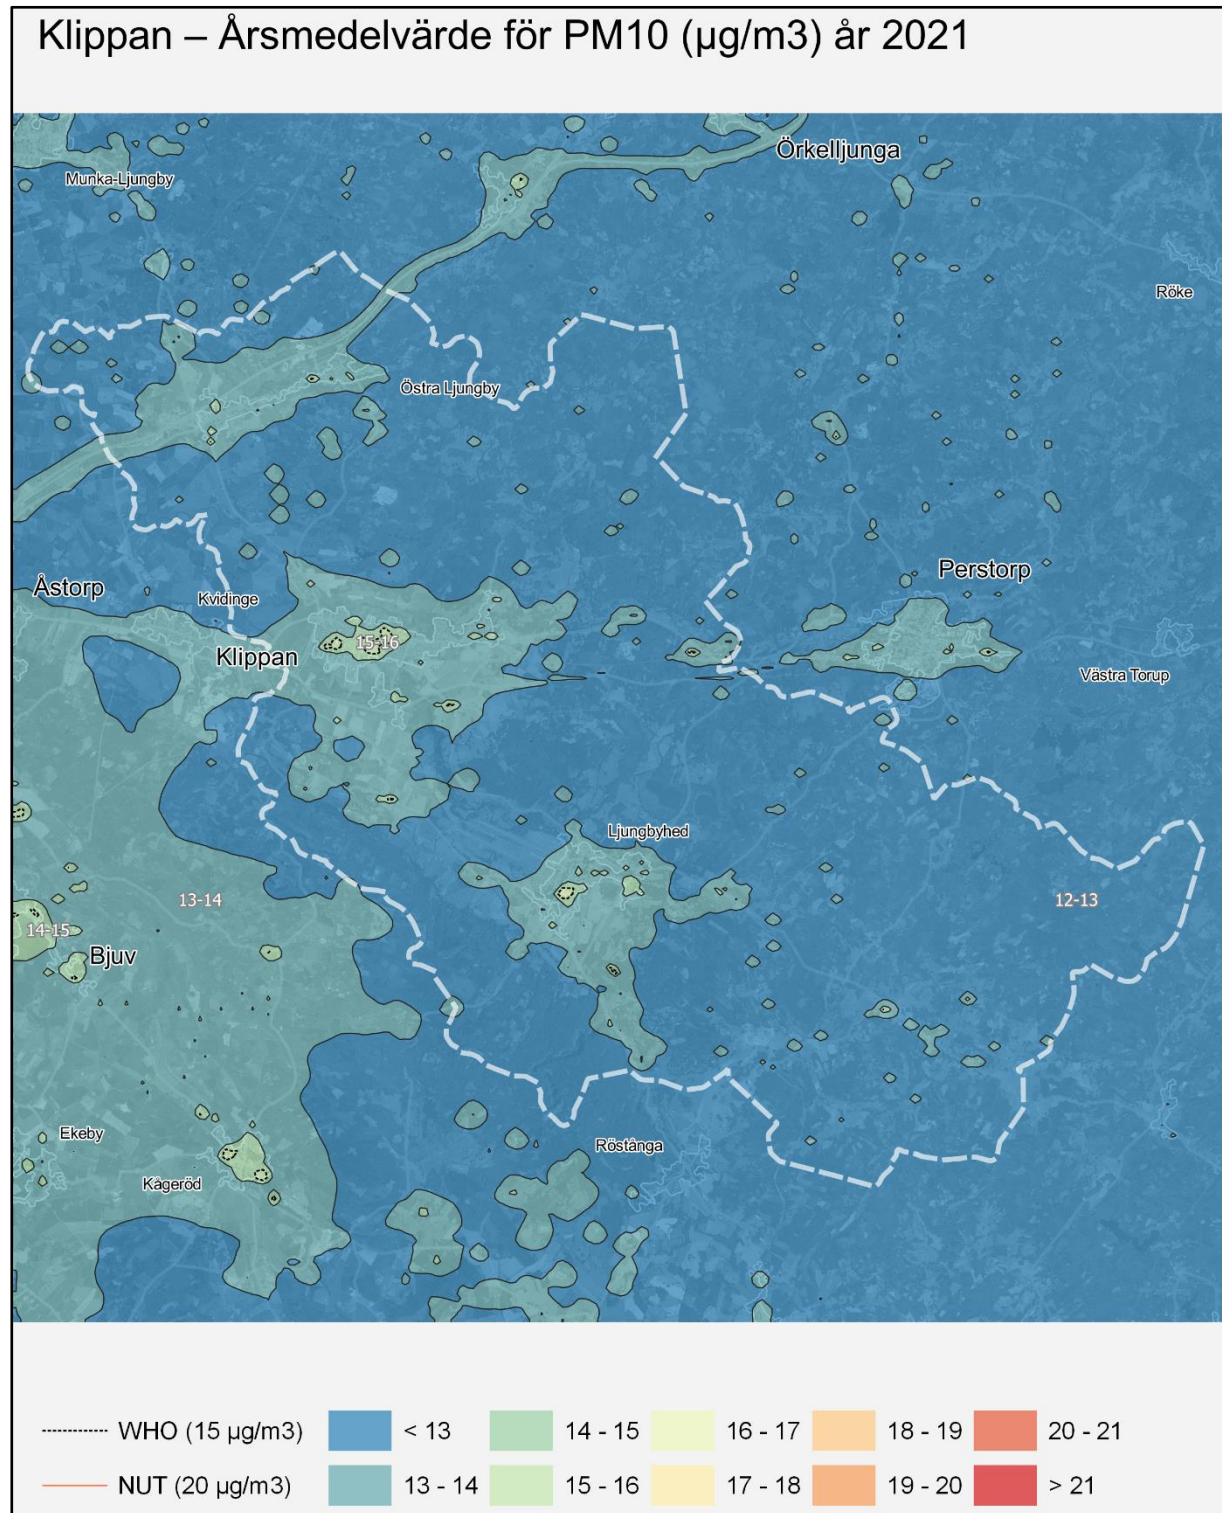 Klippan – Årsmedelvärde för PM10 (µg/m3) år 2021
Örkelljunga
Munka-Ljungby
Röke
Östra Ljungby
Perstorp
Åstorp
Kvidinge
15-16
Klippan
Västra Torup
Ljungbyhed
13-14
12-13
14-15
Bjuv
Ekeby
Röstånga
Kågeröd
WHO (15 µg/m3)
< 13
14 - 15
16 - 17
18 - 19
20 - 21
NUT (20 µg/m3)
13 - 14
15 - 16
17 - 18
19 - 20
> 21